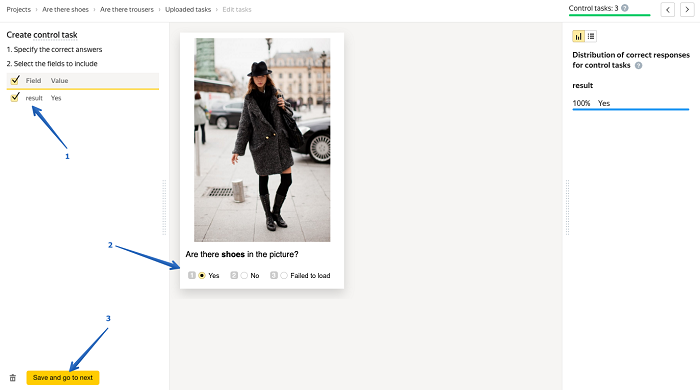 Projects › Are there shoes › Are there trousers › Uploaded tasks › Edit tasks
Control tasks: 3 ?
Create control task
1. Specify the correct answers
2. Select the fields to include
Field Value
result Yes
1
2
Are there shoes in the picture?
1 Yes 2 No 3 Failed to load
3
Save and go to next
Distribution of correct responses
for control tasks ?
result
100% Yes